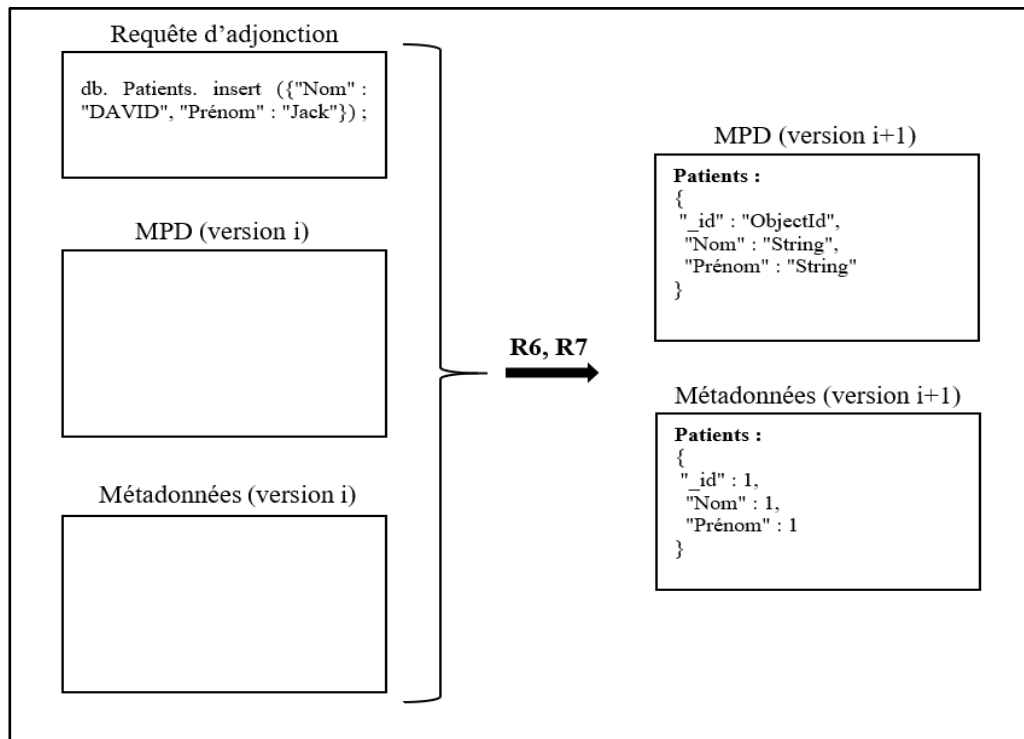 Requête d'adjonction
db. Patients. insert ({"Nom" :
"DAVID", "Prénom" : "Jack"}) ;
MPD (version i)
Métadonnées (version i)
R6, R7
MPD (version i+1)
Patients :
{
"_id" : "ObjectId",
"Nom" : "String",
"Prénom" : "String"
}
Métadonnées (version i+1)
Patients :
{
"_id" : 1,
"Nom" : 1,
"Prénom" : 1
}